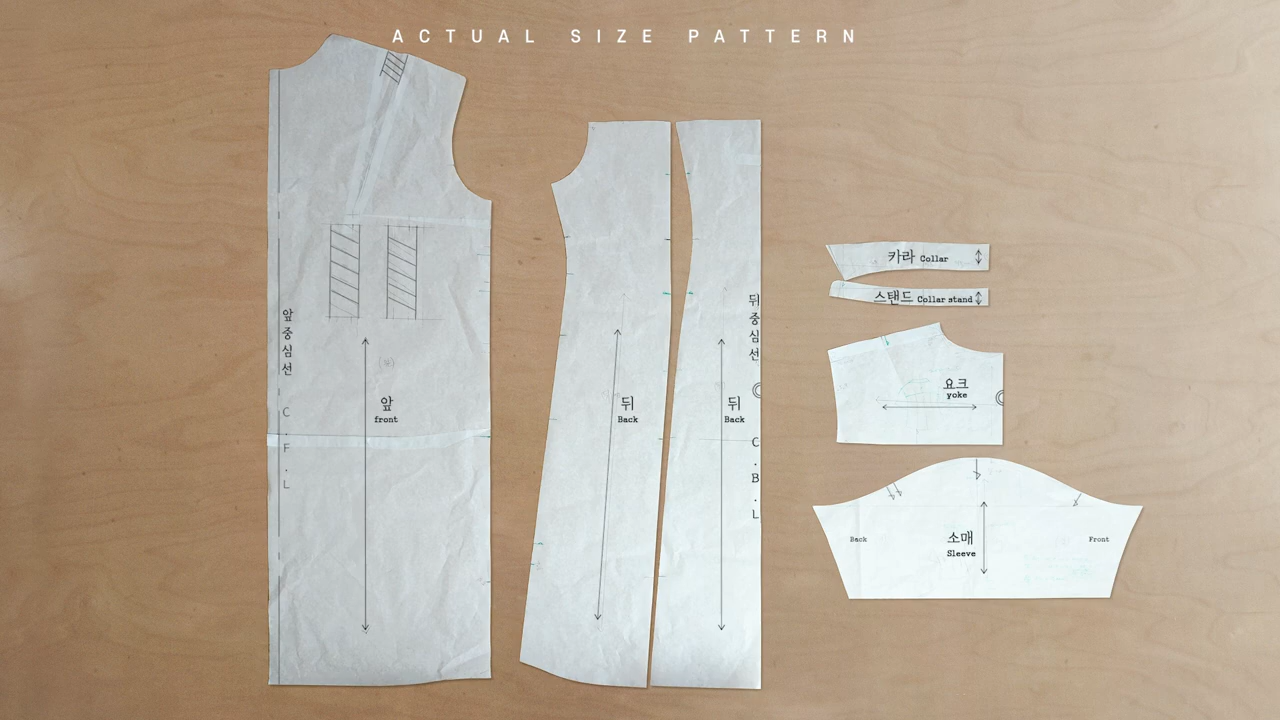 ACTUAL SIZE PATTERN
앞중심선 C.F.L
앞
front
뒤
Back
뒤
Back
뒤중심선 C.B.L
카라 Collar
스탠드 Collar stand
요크
yoke
소매
Sleeve
Back
Front